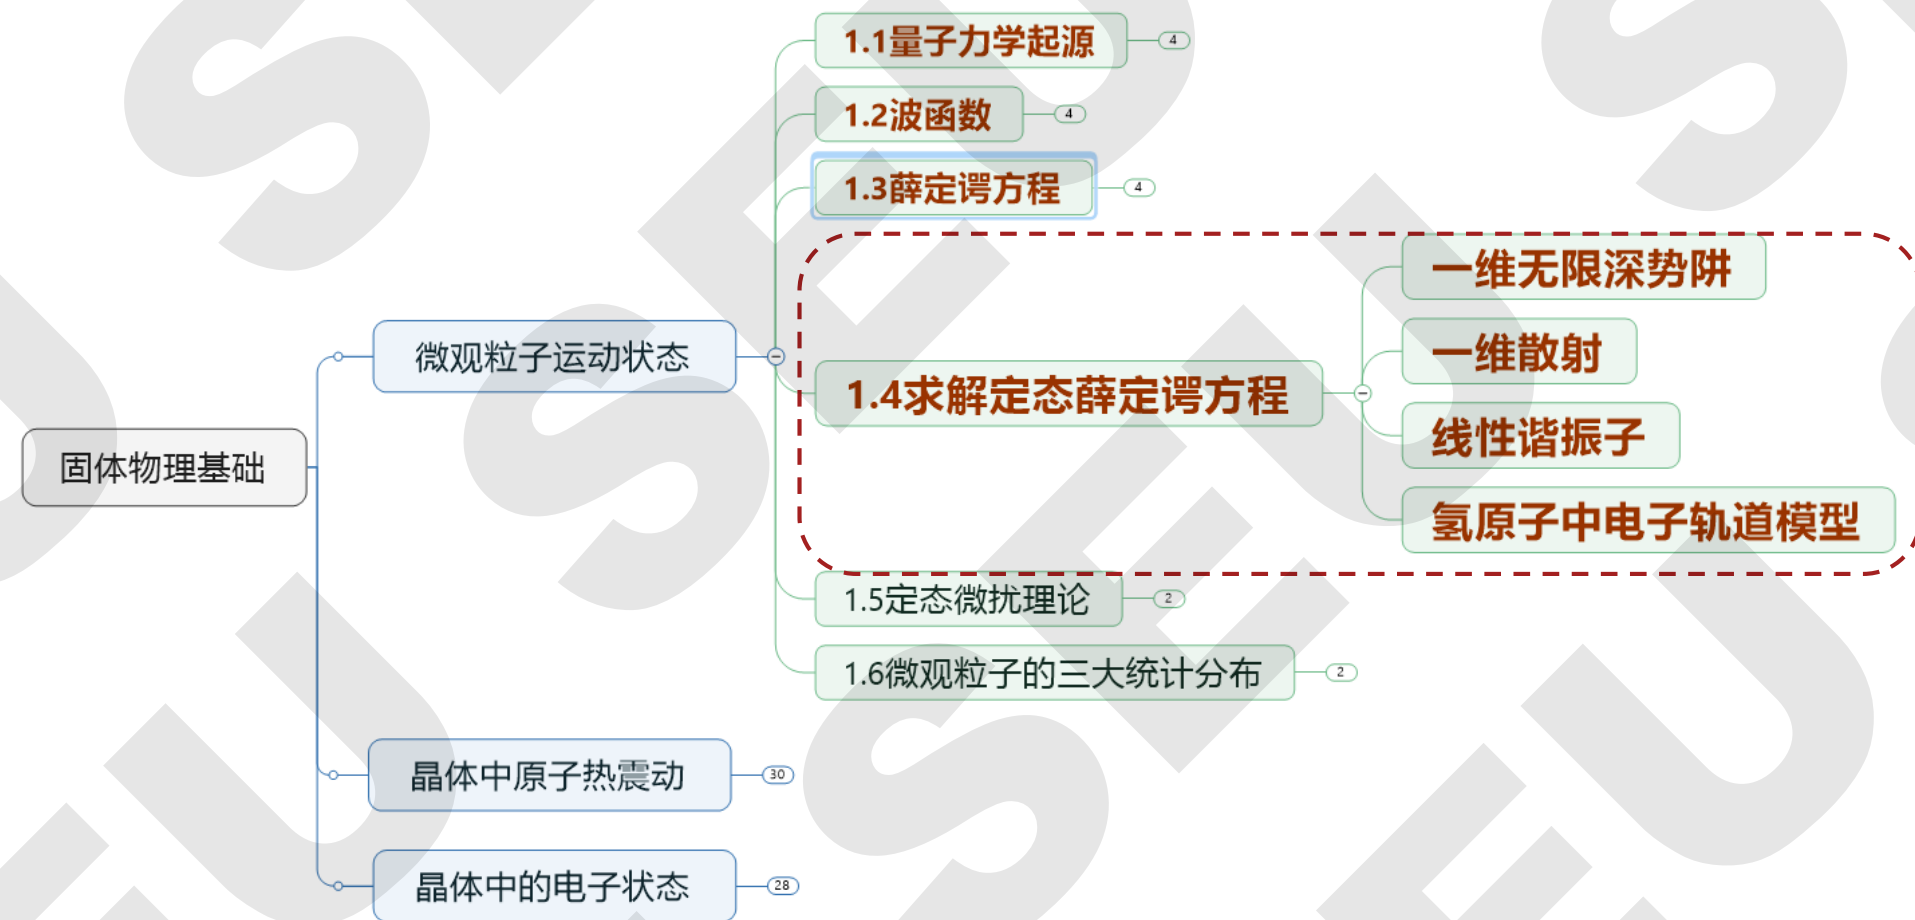 1.1量子力学起源
4
1.2波函数
4
1.3薛定谔方程
4
一维无限深势阱
一维散射
微观粒子运动状态
1.4求解定态薛定谔方程
线性谐振子
固体物理基础
氢原子中电子轨道模型
1.5定态微扰理论
2
1.6微观粒子的三大统计分布
2
晶体中原子热震动
30
晶体中的电子状态
28
SEU
SEU
SEU
SEU